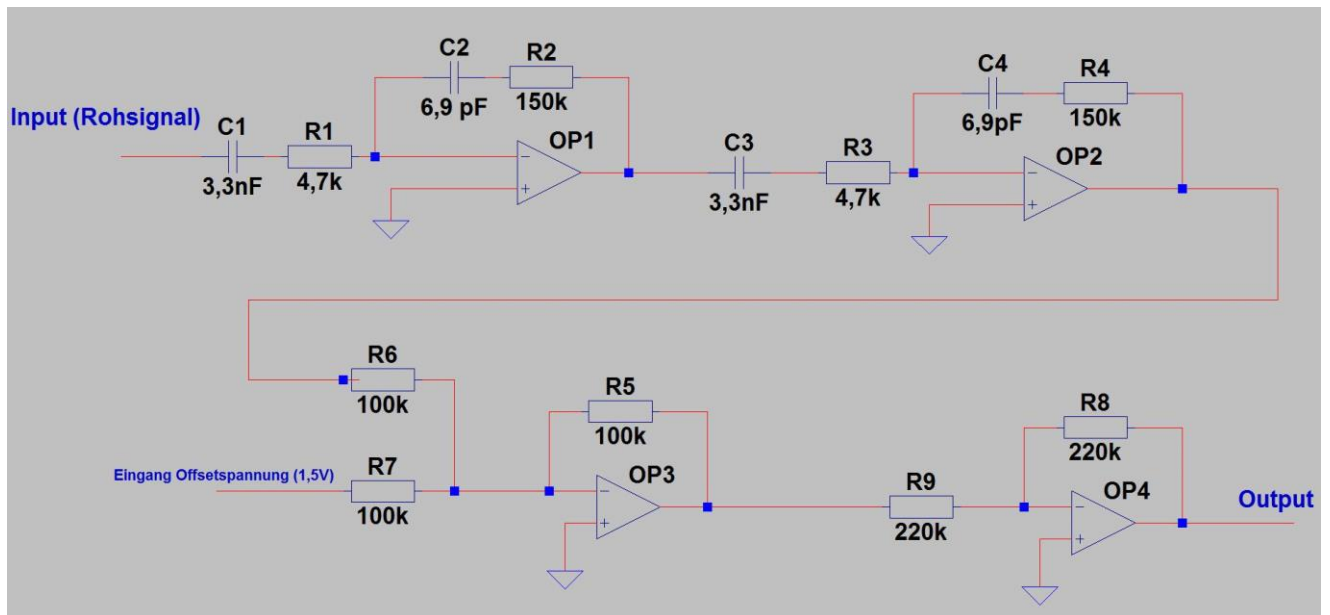 Input (Rohsignal)
C1
3,3nF
R1
4,7k
C2
6,9 pF
R2
150k
OP1
C3
3,3nF
R3
4,7k
C4
6,9pF
R4
150k
OP2
R6
100k
Eingang Offsetspannung (1,5V)
R7
100k
R5
100k
OP3
R9
220k
R8
220k
OP4
Output